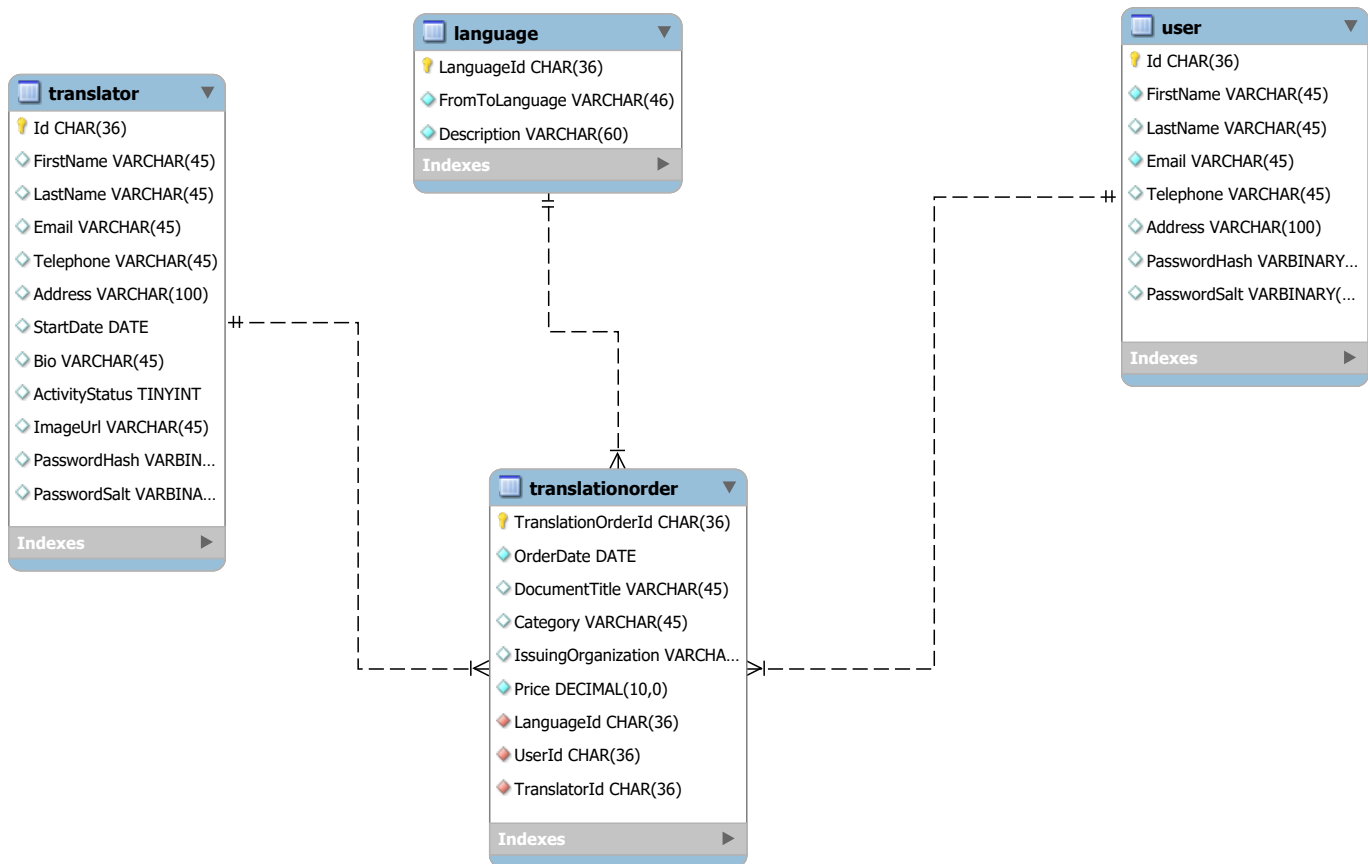 translator
Id CHAR(36)
FirstName VARCHAR(45)
LastName VARCHAR(45)
Email VARCHAR(45)
Telephone VARCHAR(45)
Address VARCHAR(100)
StartDate DATE
Bio VARCHAR(45)
ActivityStatus TINYINT
ImageUrl VARCHAR(45)
PasswordHash VARBIN...
PasswordSalt VARBINA...
Indexes
language
LanguageId CHAR(36)
FromToLanguage VARCHAR(46)
Description VARCHAR(60)
Indexes
user
Id CHAR(36)
FirstName VARCHAR(45)
LastName VARCHAR(45)
Email VARCHAR(45)
Telephone VARCHAR(45)
Address VARCHAR(100)
PasswordHash VARBINARY...
PasswordSalt VARBINARY(...
Indexes
translationorder
TranslationOrderId CHAR(36)
OrderDate DATE
DocumentTitle VARCHAR(45)
Category VARCHAR(45)
IssuingOrganization VARCHA...
Price DECIMAL(10,0)
LanguageId CHAR(36)
UserId CHAR(36)
TranslatorId CHAR(36)
Indexes